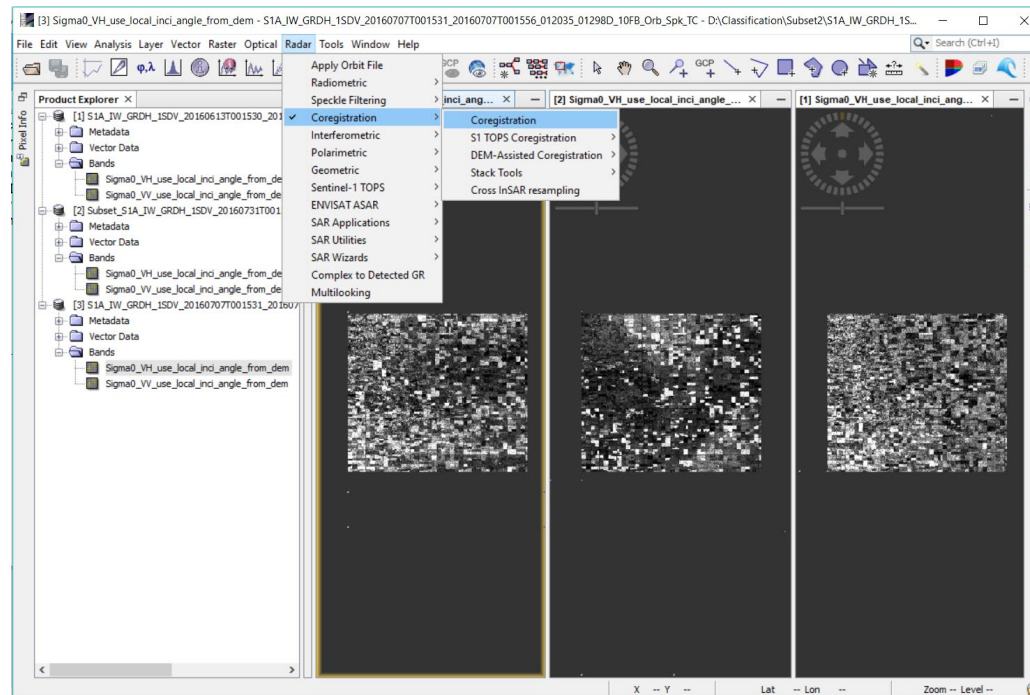 [3] Sigma0_VH_use_local_inci_angle_from_dem - S1A_IW_GRDH_1SDV_20160707T001531_20160707T001556_012035_01298D_10FB_Orb_Spk_TC - D:\Classification\Subset2\S1A_IW_GRDH_1S...
File Edit View Analysis Layer Vector Raster Optical Radar Tools Window Help
Search (Ctrl+I)
φ,λ
GCP
GCP
Product Explorer
Pixel Info
[1] S1A_IW_GRDH_1SDV_20160613T001530_201
Metadata
Vector Data
Bands
Sigma0_VH_use_local_inci_angle_from_de
Sigma0_VV_use_local_inci_angle_from_de
[2] Subset_S1A_IW_GRDH_1SDV_20160731T001
Metadata
Vector Data
Bands
Sigma0_VH_use_local_inci_angle_from_de
Sigma0_VV_use_local_inci_angle_from_de
[3] S1A_IW_GRDH_1SDV_20160707T001531_201607
Metadata
Vector Data
Bands
Sigma0_VH_use_local_inci_angle_from_dem
Sigma0_VV_use_local_inci_angle_from_dem
Apply Orbit File
Radiometric
Speckle Filtering
Coregistration
Interferometric
Polarimetric
Geometric
Sentinel-1 TOPS
ENVISAT ASAR
SAR Applications
SAR Utilities
SAR Wizards
Complex to Detected GR
Multilooking
Coregistration
S1 TOPS Coregistration
DEM-Assisted Coregistration
Stack Tools
Cross InSAR resampling
inci_ang...
[2] Sigma0_VH_use_local_inci_angle_...
[1] Sigma0_VH_use_local_inci_ang...
X -- Y -- Lat -- Lon -- Zoom -- Level --